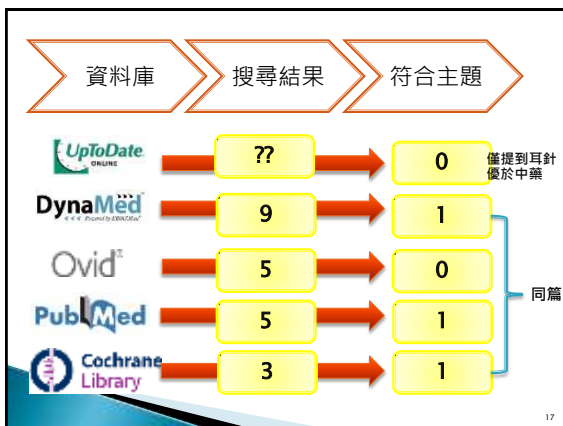 資料庫 搜尋結果 符合主題
UpToDate ?? 0 僅提到耳針
ONLINE 優於中藥
DynaMed 9 1
Ovid 5 0
同篇
PubMed 5 1
Cochrane 3 1
Library
17